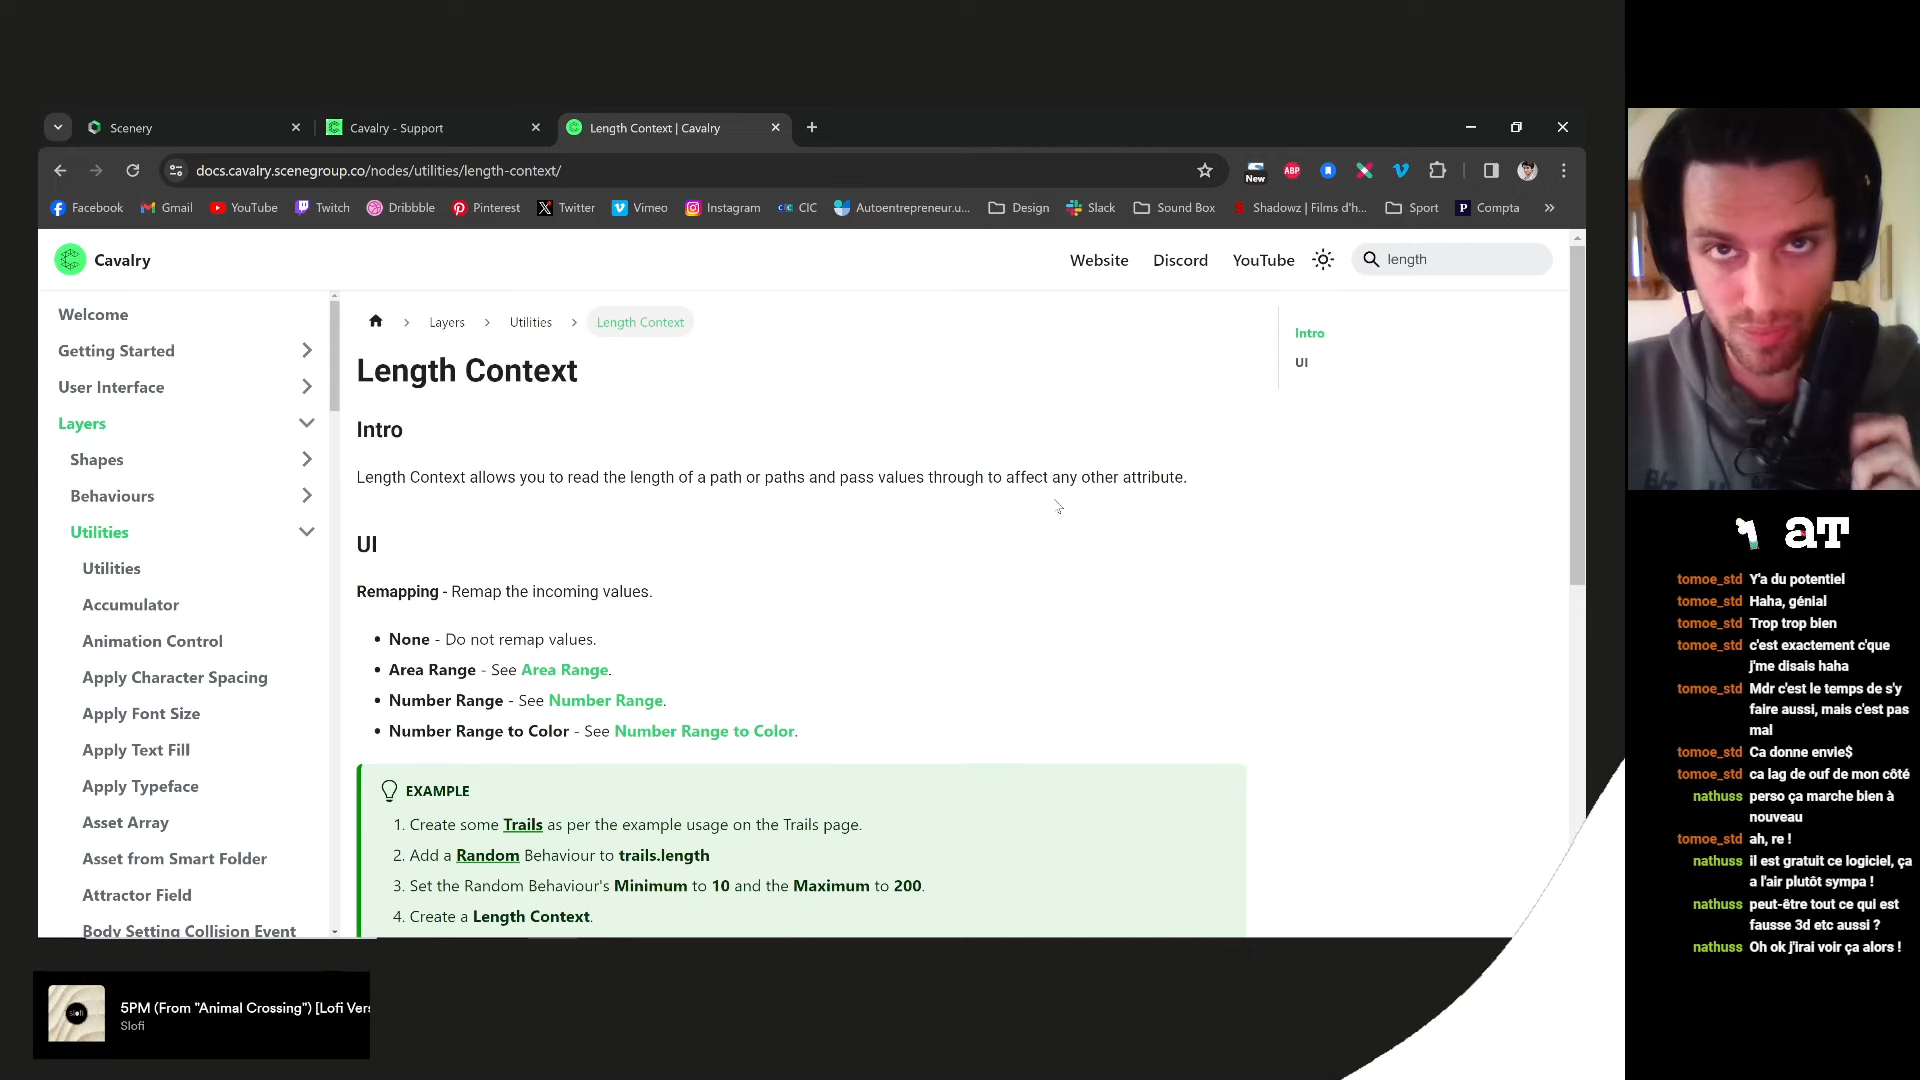 Scenery
Cavalry - Support
Length Context | Cavalry
docs.cavalry.scenegroup.co/nodes/utilities/length-context/
New
ABP
Facebook
Gmail
YouTube
Twitch
Dribbble
Pinterest
Twitter
Vimeo
Instagram
CIC
Autoentrepreneur.u...
Design
Slack
Sound Box
Shadowz | Films d'h...
Sport
Compta
Cavalry
Website
Discord
YouTube
length
Welcome
Getting Started
User Interface
Layers
Shapes
Behaviours
Utilities
Utilities
Accumulator
Animation Control
Apply Character Spacing
Apply Font Size
Apply Text Fill
Apply Typeface
Asset Array
Asset from Smart Folder
Attractor Field
Body Setting Collision Event
Layers
Utilities
Length Context
Length Context
Intro
Length Context allows you to read the length of a path or paths and pass values through to affect any other attribute.
UI
Remapping - Remap the incoming values.
• None - Do not remap values.
• Area Range - See Area Range.
• Number Range - See Number Range.
• Number Range to Color - See Number Range to Color.
EXAMPLE
1. Create some Trails as per the example usage on the Trails page.
2. Add a Random Behaviour to trails.length
3. Set the Random Behaviour's Minimum to 10 and the Maximum to 200.
4. Create a Length Context.
Intro
UI
5PM (From "Animal Crossing") [Lofi Vers
Slofi
slofi
aT
tomoe_std Y'a du potentiel
tomoe_std Haha, génial
tomoe_std Trop trop bien
tomoe_std c'est exactement c'que
j'me disais haha
tomoe_std Mdr c'est le temps de s'y
faire aussi, mais c'est pas
mal
tomoe_std Ca donne envie$
tomoe_std ca lag de ouf de mon côté
nathuss perso ça marche bien à
nouveau
tomoe_std ah, re !
nathuss il est gratuit ce logiciel, ça
a l'air plutôt sympa !
nathuss peut-être tout ce qui est
fausse 3d etc aussi ?
nathuss Oh ok j'irai voir ça alors !